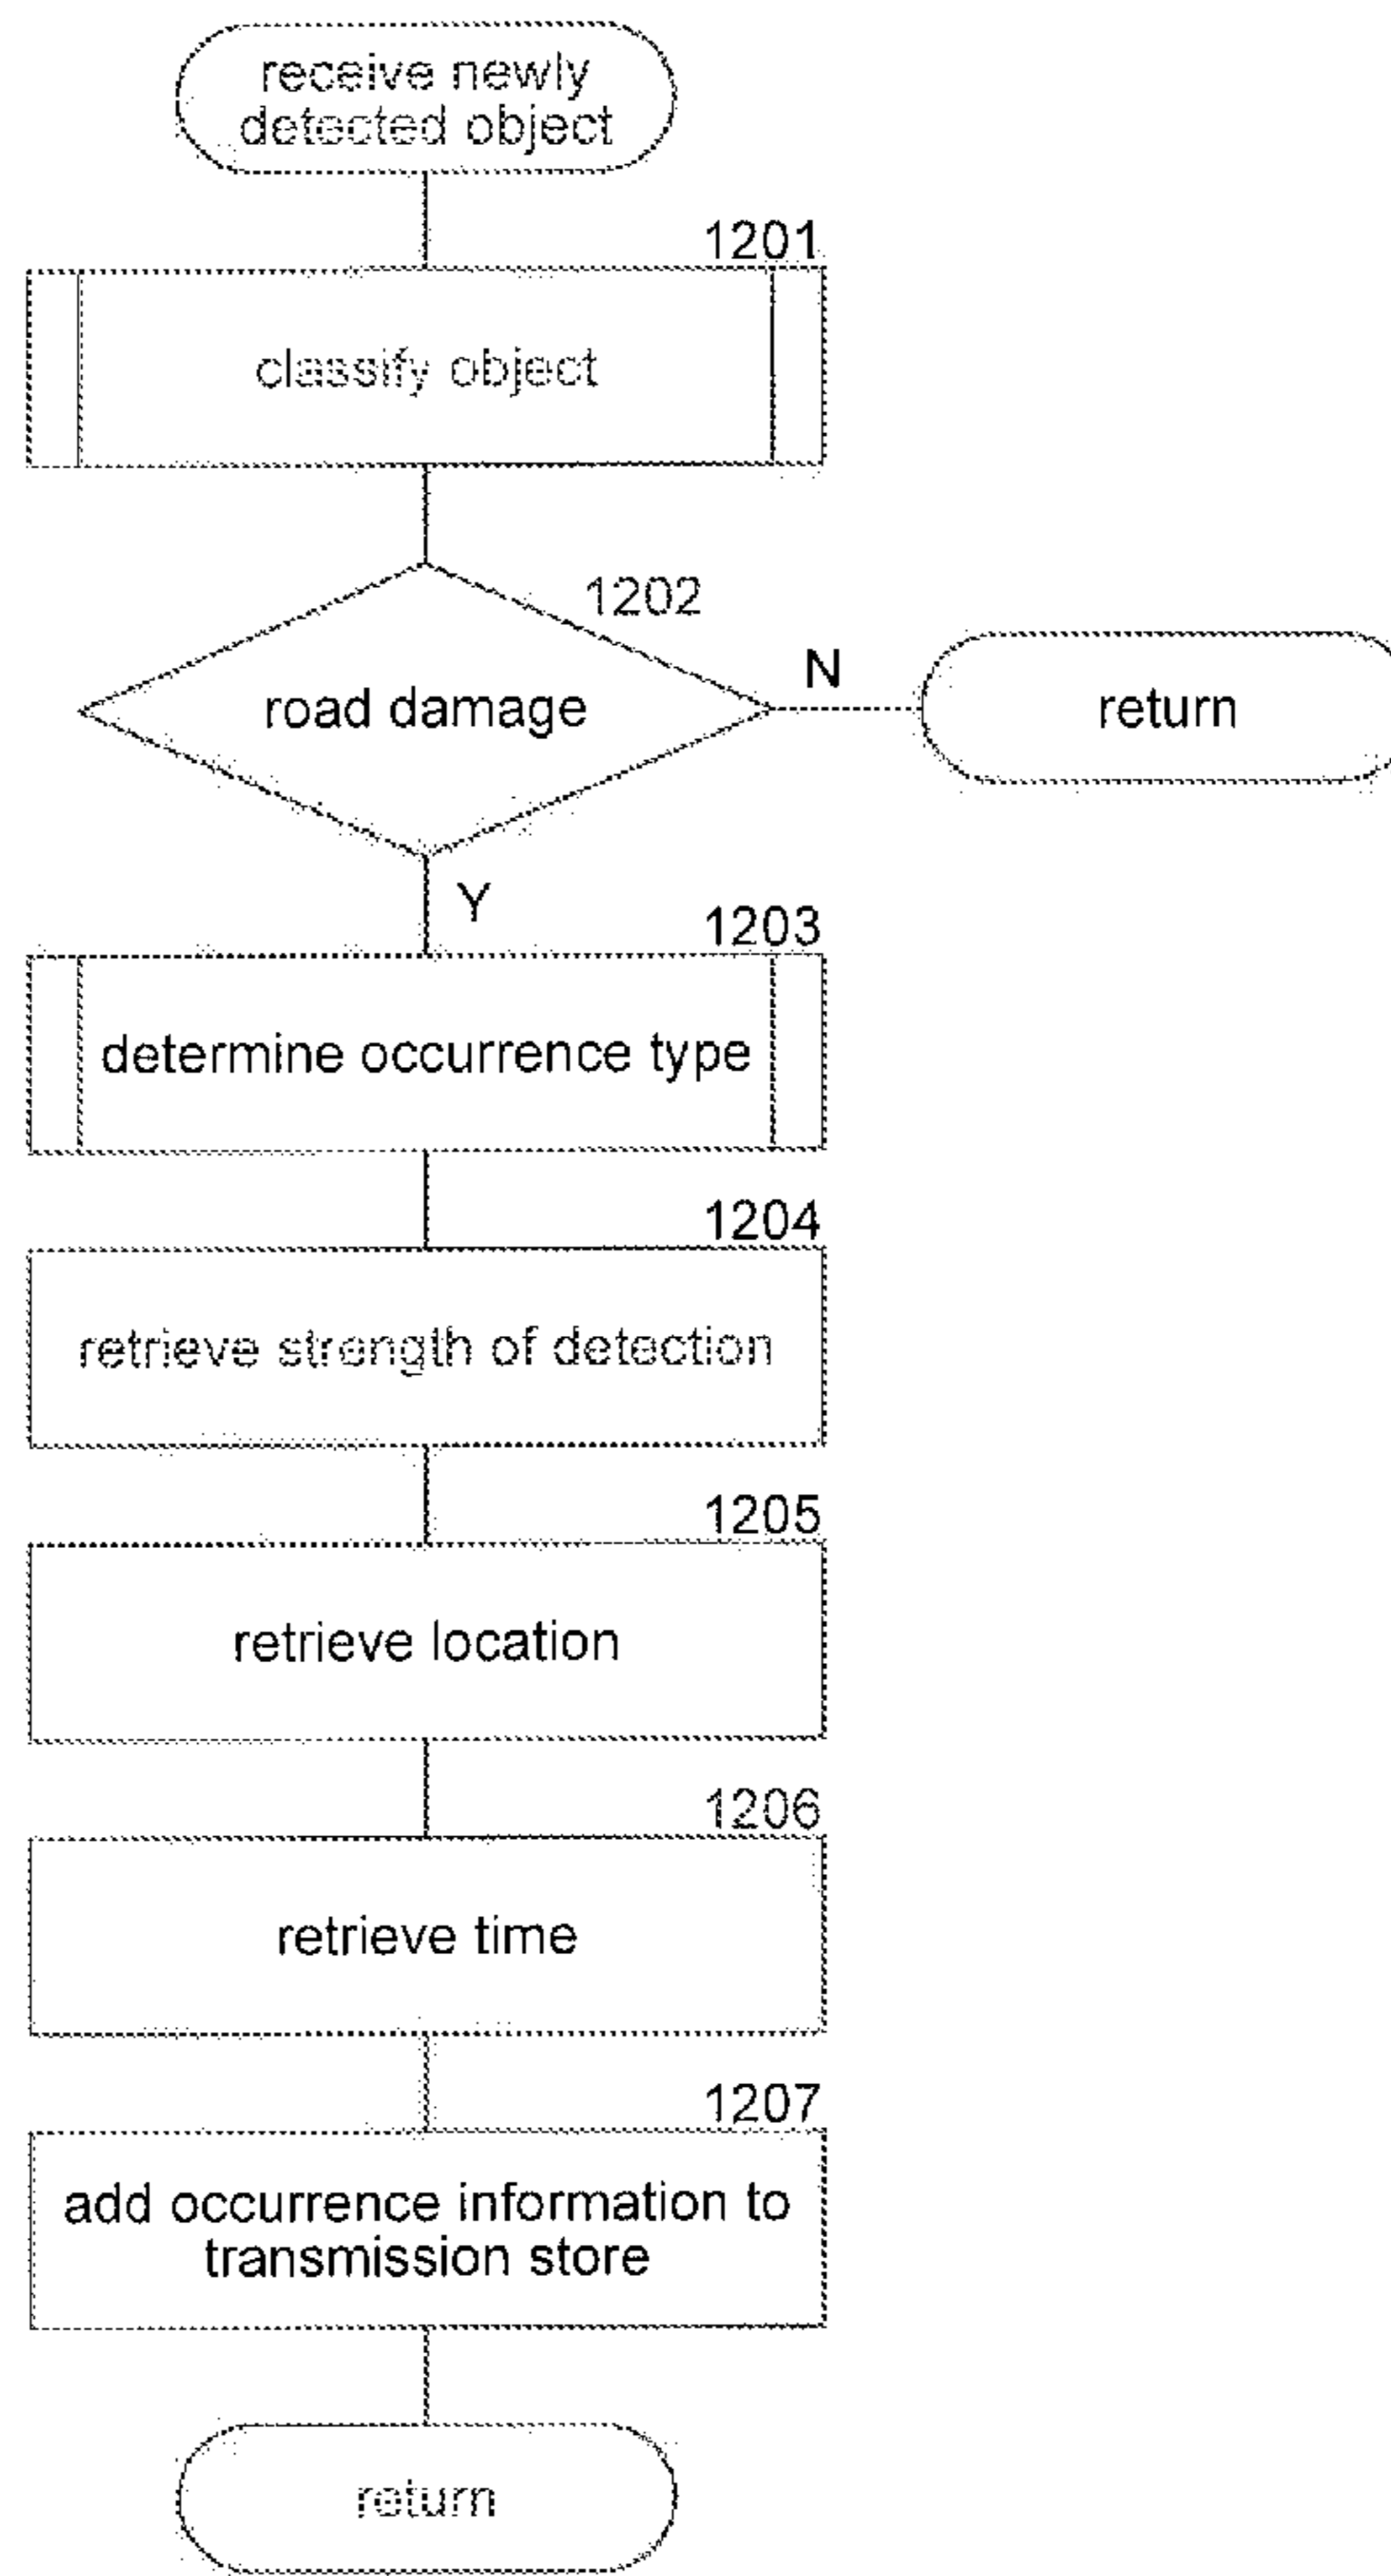 receive newly
detected object
1201
classify object
1202
road damage
N
return
Y
1203
determine occurrence type
1204
retrieve strength of detection
1205
retrieve location
1206
retrieve time
1207
add occurrence information to
transmission store
return